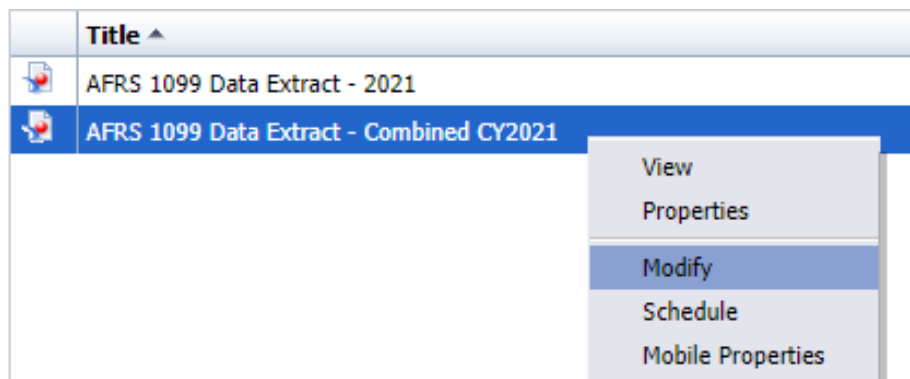 Title
AFRS 1099 Data Extract - 2021
AFRS 1099 Data Extract - Combined CY2021
View
Properties
Modify
Schedule
Mobile Properties